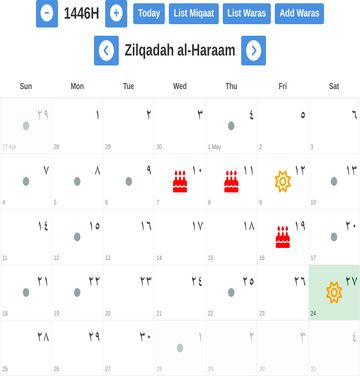 − 1446H + Today List Miqaat List Waras Add Waras
Zilqadah al-Haraam
Sun Mon Tue Wed Thu Fri Sat
٢٩ ١ ٢ ٣ ٤ ٥ ٦
27 Apr 28 29 30 1 May 2 3
٧ ٨ ٩ ١٠ ١١ ١٢ ١٣
4 5 6 7 8 9 10
١٤ ١٥ ١٦ ١٧ ١٨ ١٩ ٢٠
11 12 13 14 15 16 17
٢١ ٢٢ ٢٣ ٢٤ ٢٥ ٢٦ ٢٧
18 19 20 21 22 23 24
٢٨ ٢٩ ٣٠ ١ ٢ ٣ ٤
25 26 27 28 29 30 31